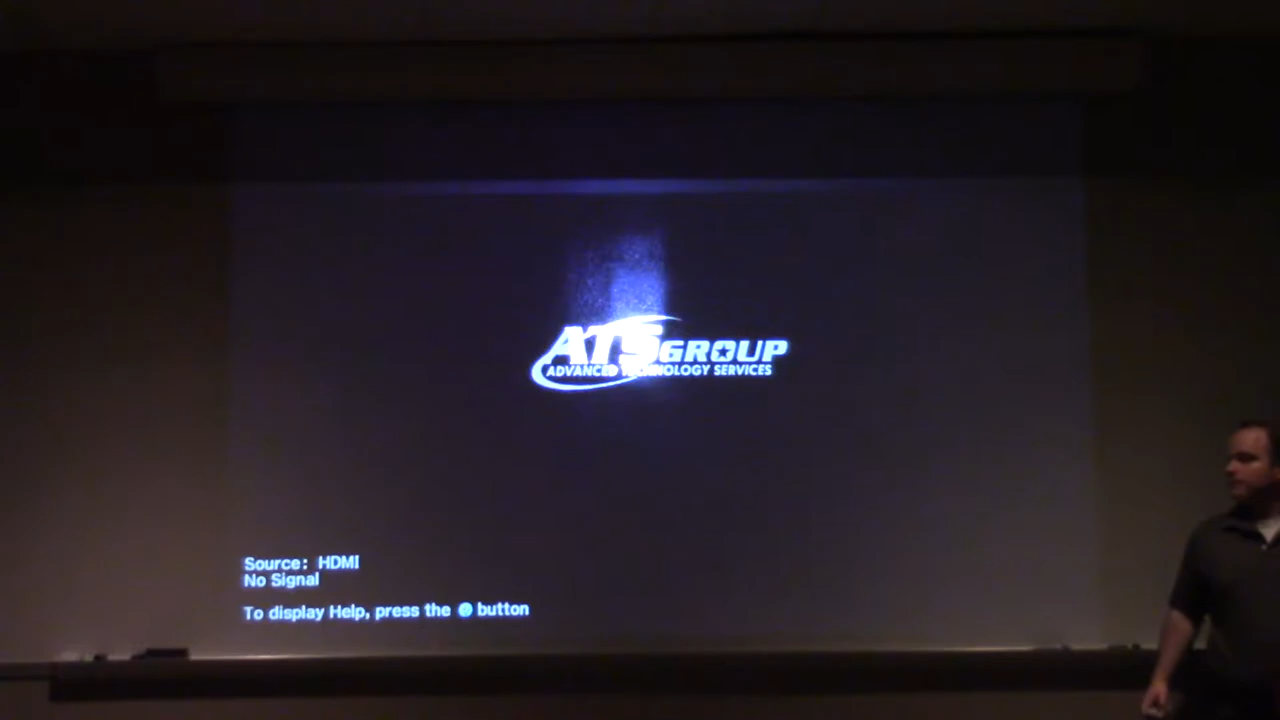 ATS GROUP
ADVANCED TECHNOLOGY SERVICES
Source: HDMI
No Signal
To display Help, press the button